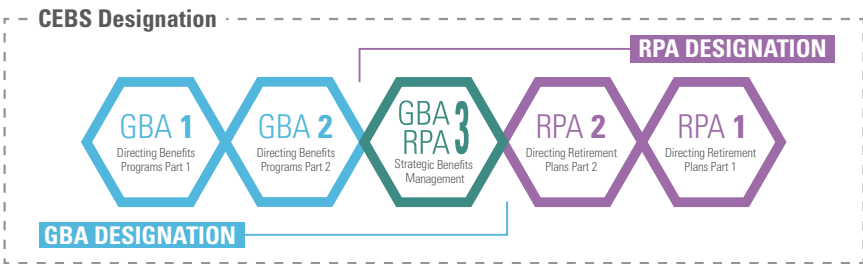 CEBS Designation
RPA DESIGNATION
GBA 1
Directing Benefits
Programs Part 1
GBA 2
Directing Benefits
Programs Part 2
GBA
RPA 3
Strategic Benefits
Management
RPA 2
Directing Retirement
Plans Part 2
RPA 1
Directing Retirement
Plans Part 1
GBA DESIGNATION